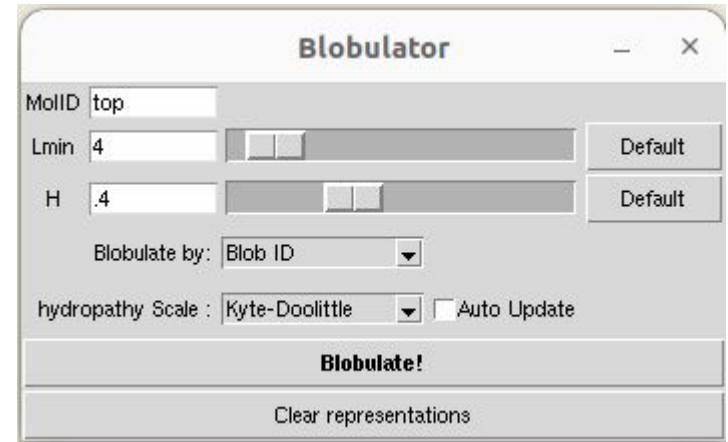 Blobulator
MolID top
Lmin 4 Default
H .4 Default
Blobulate by: Blob ID
hydropathy Scale : Kyte-Doolittle Auto Update
Blobulate!
Clear representations